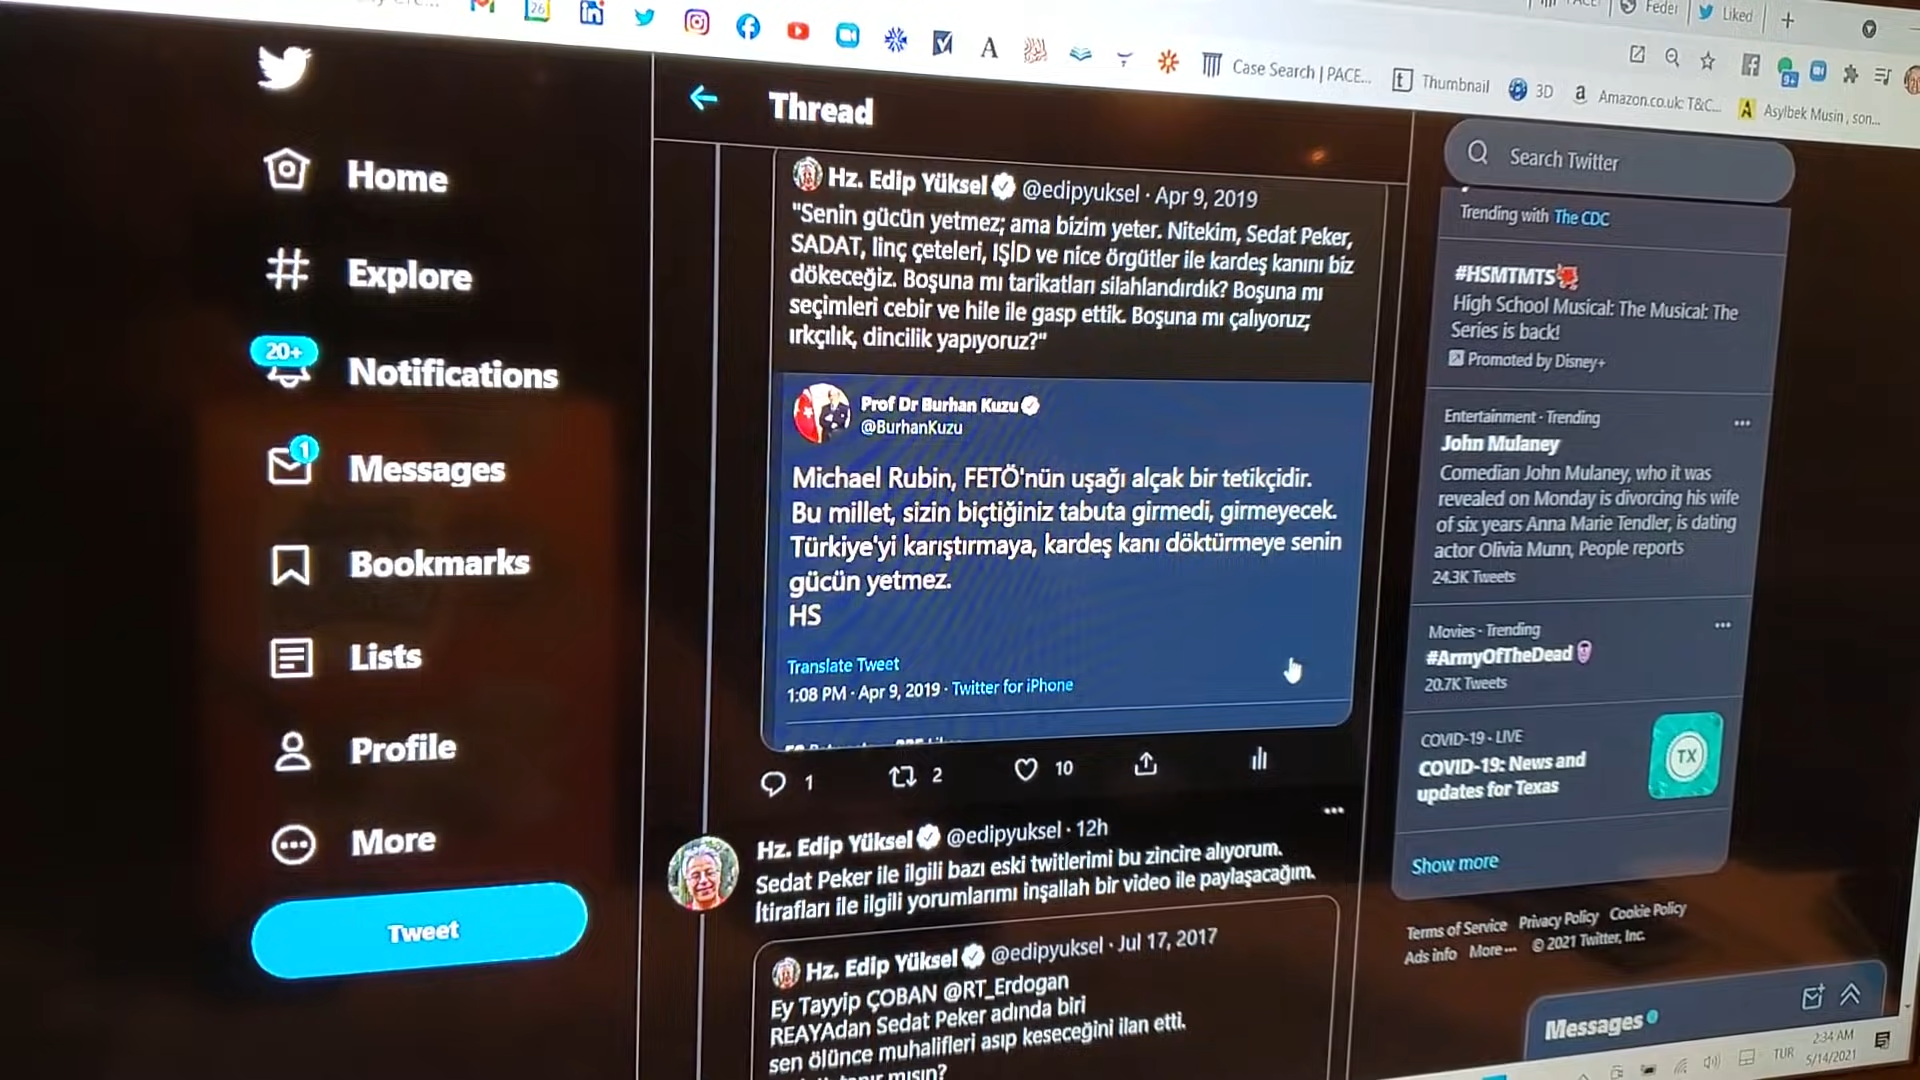 26
Feder
Liked
Case Search | PACE...
Thumbnail
3D
Amazon.co.uk: T&C...
Asylbek Musin , son...
Home
Explore
20+
Notifications
1
Messages
Bookmarks
Lists
Profile
More
Tweet
Thread
Hz. Edip Yüksel @edipyuksel · Apr 9, 2019
"Senin gücün yetmez; ama bizim yeter. Nitekim, Sedat Peker,
SADAT, linç çeteleri, IŞİD ve nice örgütler ile kardeş kanını biz
dökeceğiz. Boşuna mı tarikatları silahlandırdık? Boşuna mı
seçimleri cebir ve hile ile gasp ettik. Boşuna mı çalıyoruz;
ırkçılık, dincilik yapıyoruz?"
Prof Dr Burhan Kuzu
@BurhanKuzu
Michael Rubin, FETÖ'nün uşağı alçak bir tetikçidir.
Bu millet, sizin biçtiğiniz tabuta girmedi, girmeyecek.
Türkiye'yi karıştırmaya, kardeş kanı döktürmeye senin
gücün yetmez.
HS
Translate Tweet
1:08 PM · Apr 9, 2019 · Twitter for iPhone
1
2
10
Hz. Edip Yüksel @edipyuksel · 12h
Sedat Peker ile ilgili bazı eski twitlerimi bu zincire alıyorum.
İtirafları ile ilgili yorumlarımı inşallah bir video ile paylaşacağım.
Hz. Edip Yüksel @edipyuksel · Jul 17, 2017
Ey Tayyip ÇOBAN @RT_Erdogan
REAYAdan Sedat Peker adında biri
sen ölünce muhalifleri asıp keseceğini ilan etti.
mısın?
Search Twitter
Trending with The CDC
#HSMTMTS
High School Musical: The Musical: The
Series is back!
Promoted by Disney+
Entertainment · Trending
John Mulaney
Comedian John Mulaney, who it was
revealed on Monday is divorcing his wife
of six years Anna Marie Tendler, is dating
actor Olivia Munn, People reports
24.3K Tweets
Movies · Trending
#ArmyOfTheDead
20.7K Tweets
COVID-19 · LIVE
COVID-19: News and
updates for Texas
TX
Show more
Terms of Service Privacy Policy Cookie Policy
Ads info More... © 2021 Twitter, Inc.
Messages
2:34 AM
TUR
5/14/2021